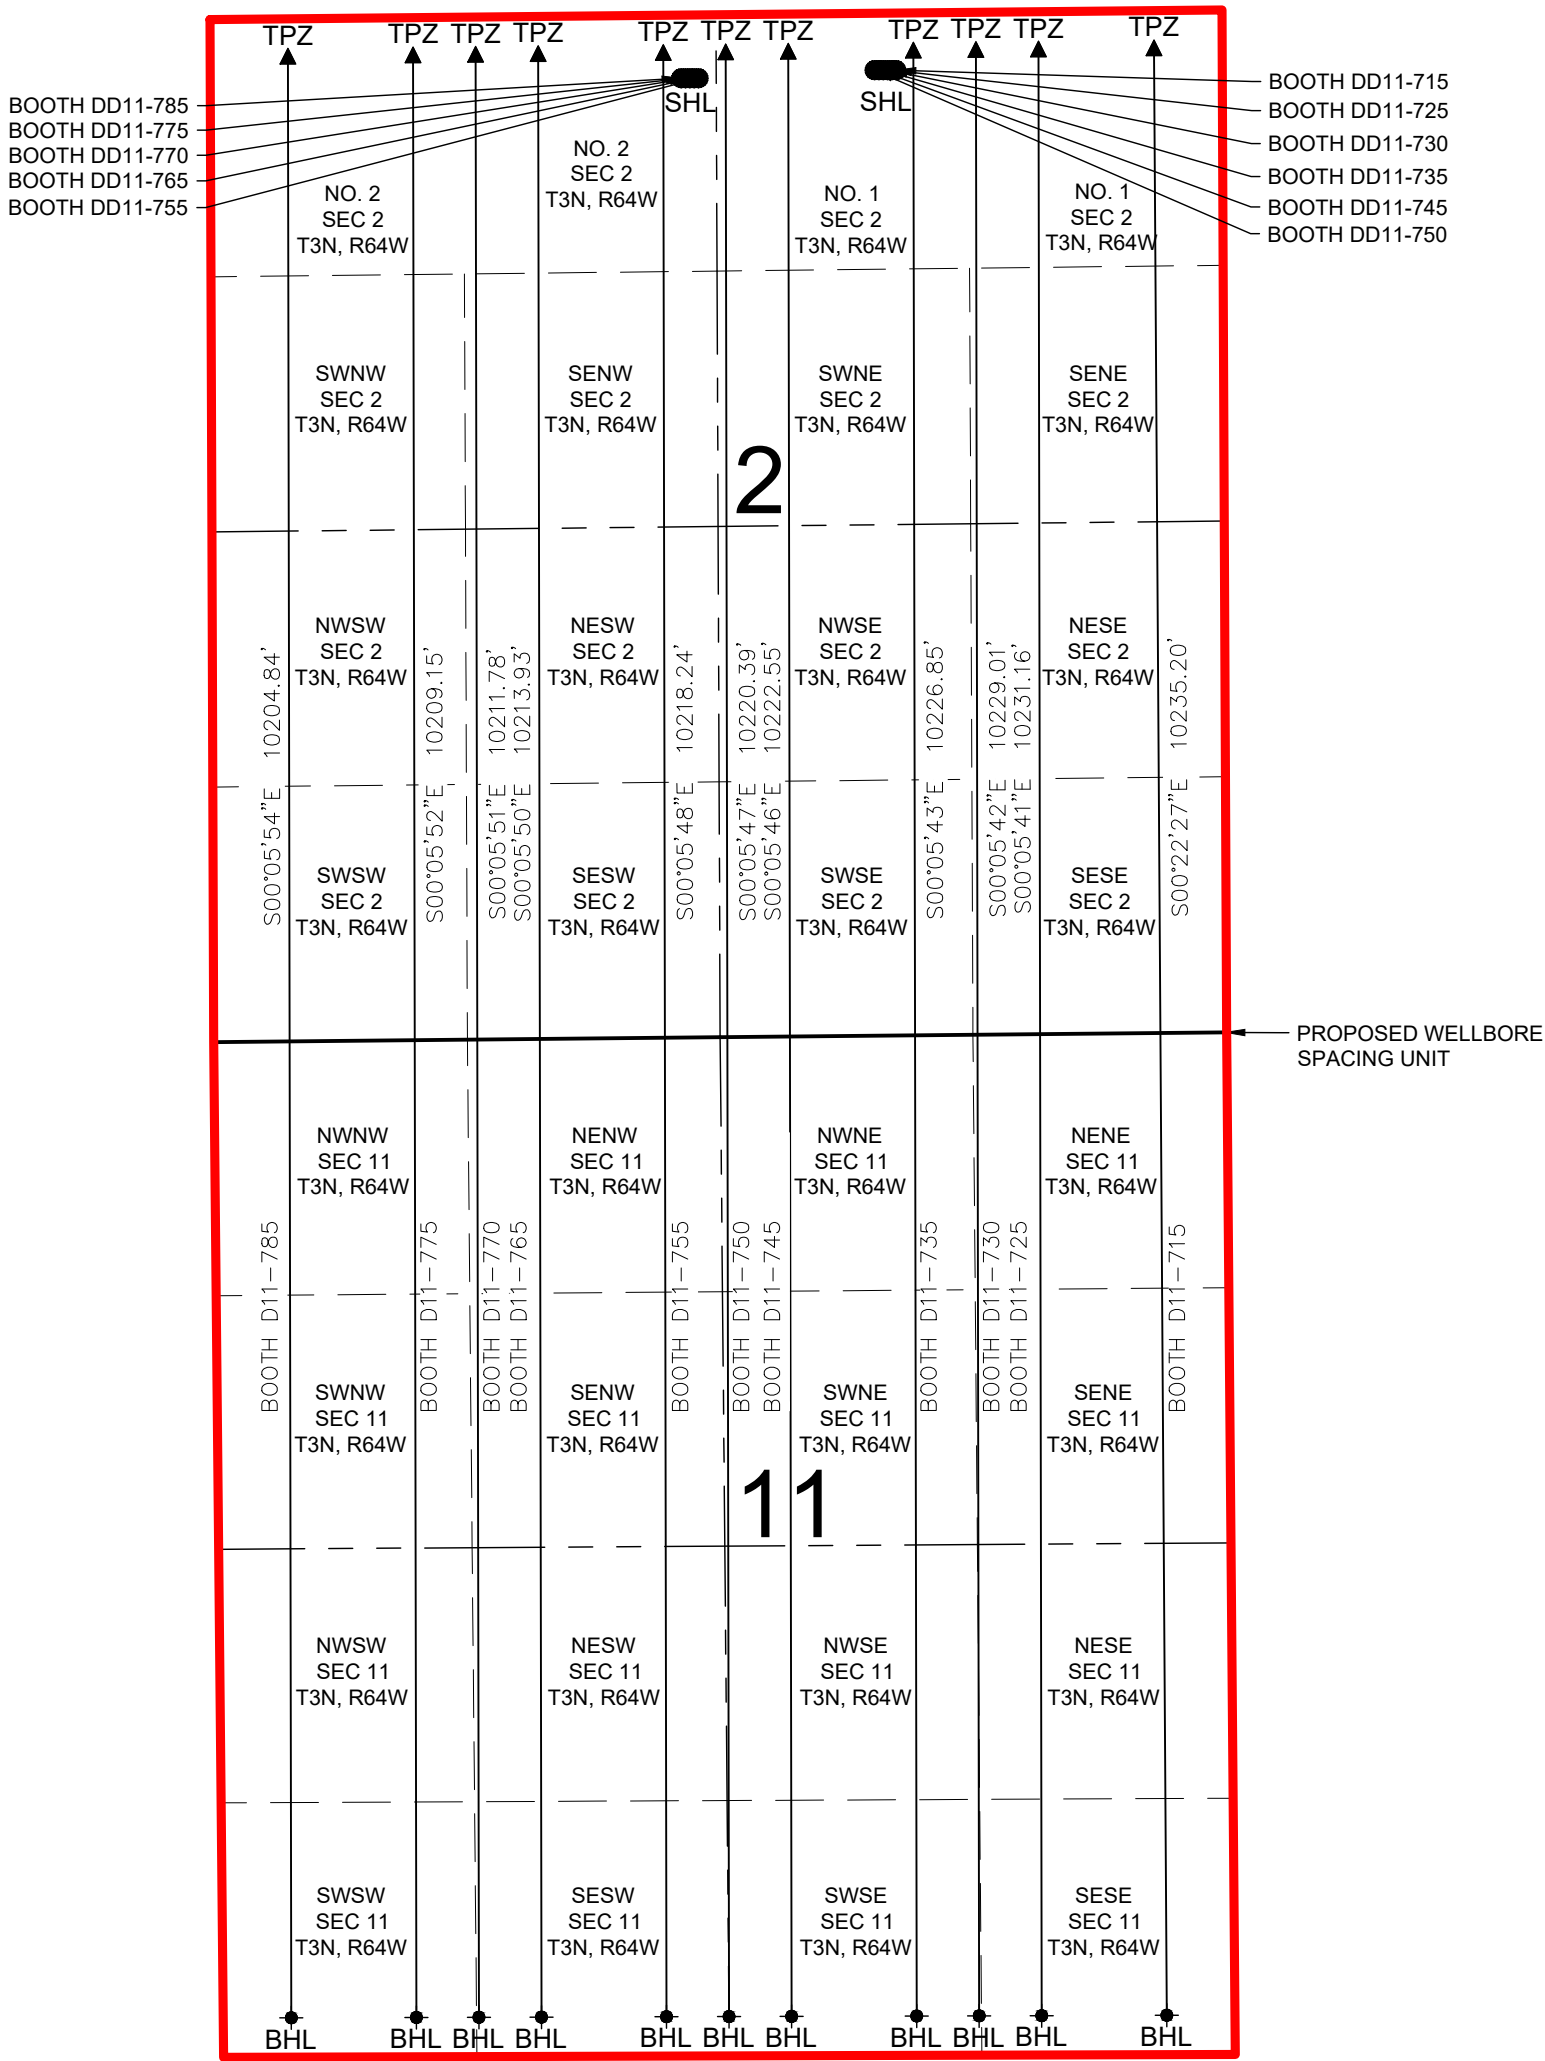 TPZ TPZ TPZ TPZ TPZ TPZ TPZ TPZ TPZ TPZ TPZ
SHL
SHL
BOOTH DD11-785
BOOTH DD11-775
BOOTH DD11-770
BOOTH DD11-765
BOOTH DD11-755
BOOTH DD11-715
BOOTH DD11-725
BOOTH DD11-730
BOOTH DD11-735
BOOTH DD11-745
BOOTH DD11-750
NO. 2
SEC 2
T3N, R64W
NO. 2
SEC 2
T3N, R64W
NO. 1
SEC 2
T3N, R64W
NO. 1
SEC 2
T3N, R64W
SWNW
SEC 2
T3N, R64W
SENW
SEC 2
T3N, R64W
SWNE
SEC 2
T3N, R64W
SENE
SEC 2
T3N, R64W
2
NWSW
SEC 2
T3N, R64W
NESW
SEC 2
T3N, R64W
NWSE
SEC 2
T3N, R64W
NESE
SEC 2
T3N, R64W
S00°05'54"E 10204.84'
S00°05'52"E 10209.15'
S00°05'51"E 10211.78'
S00°05'50"E 10213.93'
S00°05'48"E 10218.24'
S00°05'47"E 10220.39'
S00°05'46"E 10222.55'
S00°05'43"E 10226.85'
S00°05'42"E 10229.01'
S00°05'41"E 10231.16'
S00°22'27"E 10235.20'
SWSW
SEC 2
T3N, R64W
SESW
SEC 2
T3N, R64W
SWSE
SEC 2
T3N, R64W
SESE
SEC 2
T3N, R64W
PROPOSED WELLBORE
SPACING UNIT
NWNW
SEC 11
T3N, R64W
NENW
SEC 11
T3N, R64W
NWNE
SEC 11
T3N, R64W
NENE
SEC 11
T3N, R64W
BOOTH D11-785
BOOTH D11-775
BOOTH D11-770
BOOTH D11-765
BOOTH D11-755
BOOTH D11-750
BOOTH D11-745
BOOTH D11-735
BOOTH D11-730
BOOTH D11-725
BOOTH D11-715
SWNW
SEC 11
T3N, R64W
SENW
SEC 11
T3N, R64W
SWNE
SEC 11
T3N, R64W
SENE
SEC 11
T3N, R64W
11
NWSW
SEC 11
T3N, R64W
NESW
SEC 11
T3N, R64W
NWSE
SEC 11
T3N, R64W
NESE
SEC 11
T3N, R64W
SWSW
SEC 11
T3N, R64W
SESW
SEC 11
T3N, R64W
SWSE
SEC 11
T3N, R64W
SESE
SEC 11
T3N, R64W
BHL BHL BHL BHL BHL BHL BHL BHL BHL BHL BHL